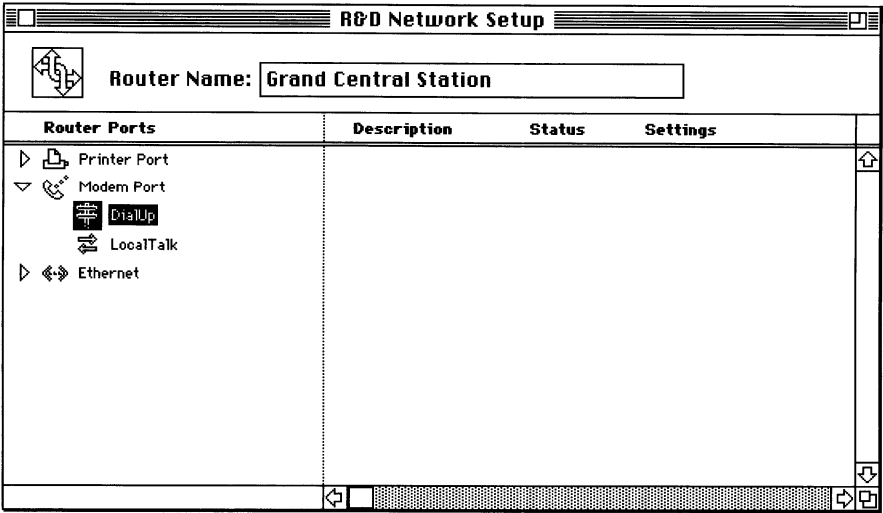 R&D Network Setup
Router Name: Grand Central Station
Router Ports Description Status Settings
Printer Port
Modem Port
DialUp
LocalTalk
Ethernet